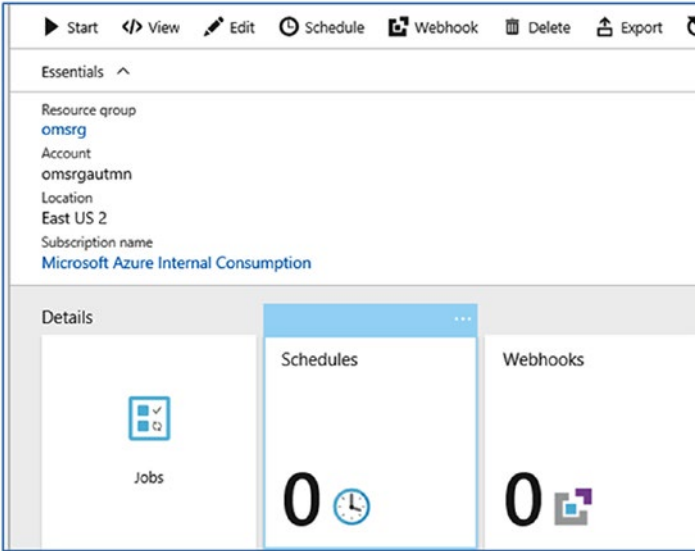 Start </> View Edit Schedule Webhook Delete Export
Essentials
Resource group
omsrg
Account
omsrgautmn
Location
East US 2
Subscription name
Microsoft Azure Internal Consumption
Details
Schedules Webhooks
Jobs
0 0